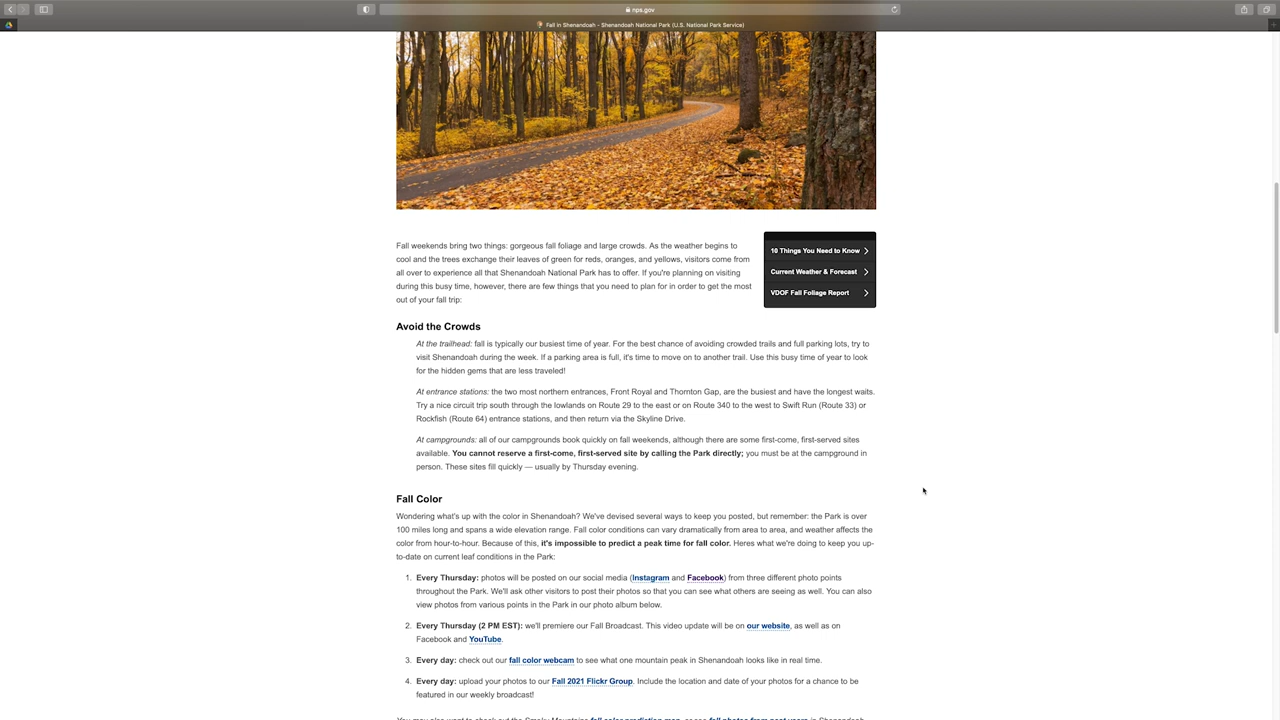 nps.gov
Fall in Shenandoah - Shenandoah National Park (U.S. National Park Service)
Fall weekends bring two things: gorgeous fall foliage and large crowds. As the weather begins to
cool and the trees exchange their leaves of green for reds, oranges, and yellows, visitors come from
all over to experience all that Shenandoah National Park has to offer. If you're planning on visiting
during this busy time, however, there are few things that you need to plan for in order to get the most
out of your fall trip:
10 Things You Need to Know
Current Weather & Forecast
VDOF Fall Foliage Report
Avoid the Crowds
At the trailhead: fall is typically our busiest time of year. For the best chance of avoiding crowded trails and full parking lots, try to
visit Shenandoah during the week. If a parking area is full, it's time to move on to another trail. Use this busy time of year to look
for the hidden gems that are less traveled!
At entrance stations: the two most northern entrances, Front Royal and Thornton Gap, are the busiest and have the longest waits.
Try a nice circuit trip south through the lowlands on Route 29 to the east or on Route 340 to the west to Swift Run (Route 33) or
Rockfish (Route 64) entrance stations, and then return via the Skyline Drive.
At campgrounds: all of our campgrounds book quickly on fall weekends, although there are some first-come, first-served sites
available. You cannot reserve a first-come, first-served site by calling the Park directly; you must be at the campground in
person. These sites fill quickly — usually by Thursday evening.
Fall Color
Wondering what's up with the color in Shenandoah? We've devised several ways to keep you posted, but remember: the Park is over
100 miles long and spans a wide elevation range. Fall color conditions can vary dramatically from area to area, and weather affects the
color from hour-to-hour. Because of this, it's impossible to predict a peak time for fall color. Heres what we're doing to keep you up-
to-date on current leaf conditions in the Park:
1. Every Thursday: photos will be posted on our social media (Instagram and Facebook) from three different photo points
throughout the Park. We'll ask other visitors to post their photos so that you can see what others are seeing as well. You can also
view photos from various points in the Park in our photo album below.
2. Every Thursday (2 PM EST): we'll premiere our Fall Broadcast. This video update will be on our website, as well as on
Facebook and YouTube.
3. Every day: check out our fall color webcam to see what one mountain peak in Shenandoah looks like in real time.
4. Every day: upload your photos to our Fall 2021 Flickr Group. Include the location and date of your photos for a chance to be
featured in our weekly broadcast!
You may also want to check out the Smoky Mountains fall color prediction map, or see fall photos from past years in Shenandoah